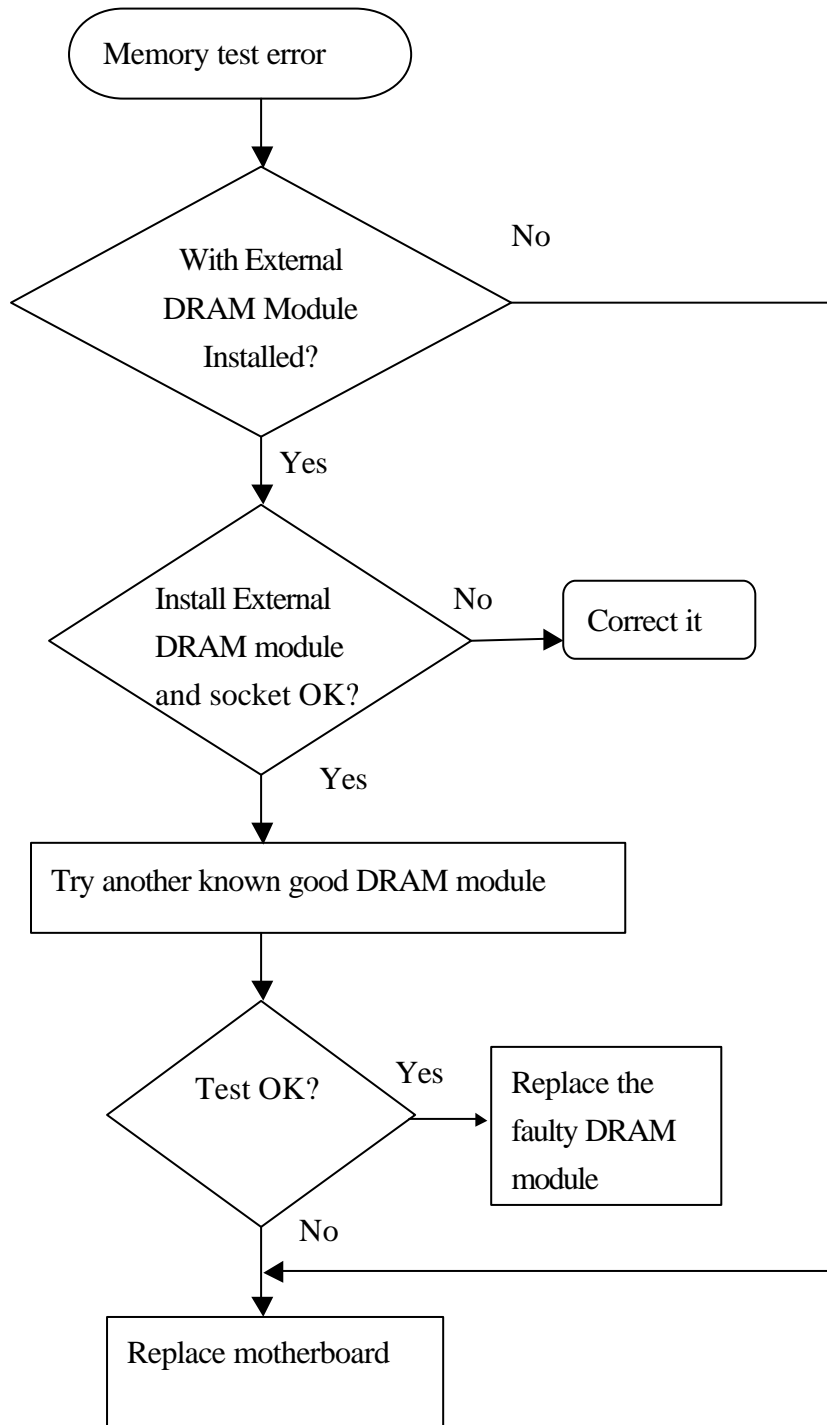 Memory test error
No
With External
DRAM Module
Installed?
Yes
Install External
DRAM module
and socket OK?
No
Correct it
Yes
Try another known good DRAM module
Test OK?
Yes
Replace the
faulty DRAM
module
No
Replace motherboard